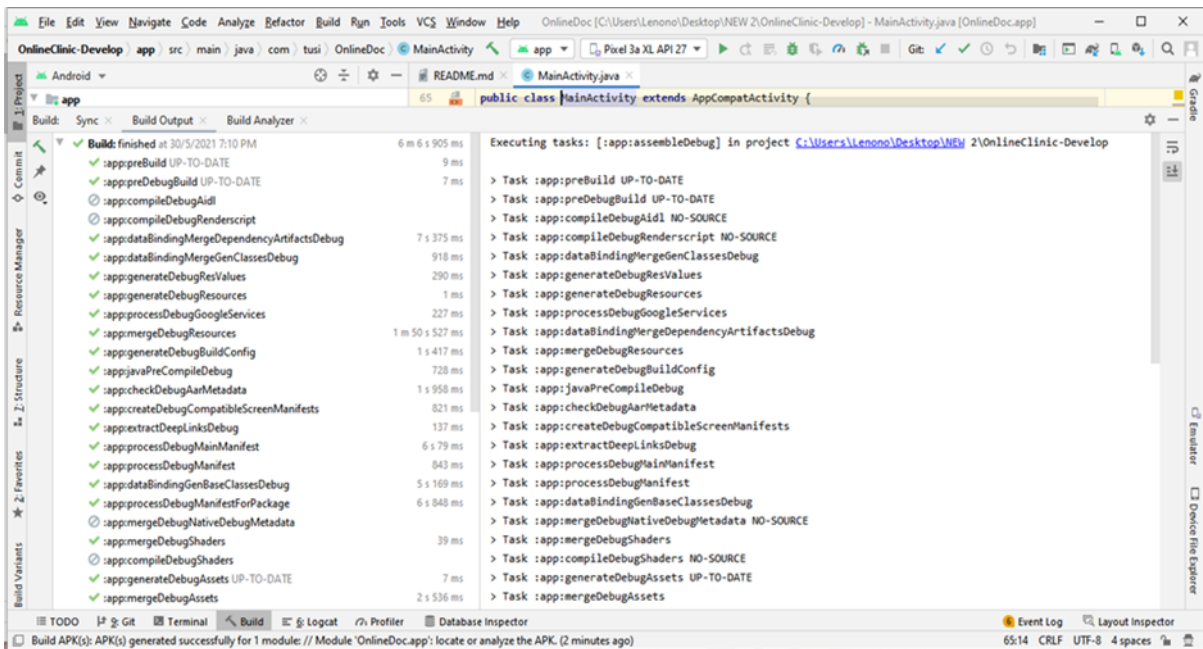 File Edit View Navigate Code Analyze Refactor Build Run Tools VCS Window Help OnlineDoc [C:\Users\Lenono\Desktop\NEW 2\OnlineClinic-Develop] - MainActivity.java [OnlineDoc.app]
OnlineClinic-Develop app src main java com tusi OnlineDoc MainActivity app Pixel 3a XL API 27 Git:
Android README.md MainActivity.java
app 65 public class MainActivity extends AppCompatActivity {
Build: Sync Build Output Build Analyzer
Build: finished at 30/5/2021 7:10 PM 6 m 6 s 905 ms
:app:preBuild UP-TO-DATE 9 ms
:app:preDebugBuild UP-TO-DATE 7 ms
:app:compileDebugAidl
:app:compileDebugRenderscript
:app:dataBindingMergeDependencyArtifactsDebug 7 s 375 ms
:app:dataBindingMergeGenClassesDebug 918 ms
:app:generateDebugResValues 290 ms
:app:generateDebugResources 1 ms
:app:processDebugGoogleServices 227 ms
:app:mergeDebugResources 1 m 50 s 527 ms
:app:generateDebugBuildConfig 1 s 417 ms
:app:javaPreCompileDebug 728 ms
:app:checkDebugAarMetadata 1 s 958 ms
:app:createDebugCompatibleScreenManifests 821 ms
:app:extractDeepLinksDebug 137 ms
:app:processDebugMainManifest 6 s 79 ms
:app:processDebugManifest 843 ms
:app:dataBindingGenBaseClassesDebug 5 s 169 ms
:app:processDebugManifestForPackage 6 s 848 ms
:app:mergeDebugNativeDebugMetadata
:app:mergeDebugShaders 39 ms
:app:compileDebugShaders
:app:generateDebugAssets UP-TO-DATE 7 ms
:app:mergeDebugAssets 2 s 536 ms
Executing tasks: [:app:assembleDebug] in project C:\Users\Lenono\Desktop\NEW 2\OnlineClinic-Develop
> Task :app:preBuild UP-TO-DATE
> Task :app:preDebugBuild UP-TO-DATE
> Task :app:compileDebugAidl NO-SOURCE
> Task :app:compileDebugRenderscript NO-SOURCE
> Task :app:dataBindingMergeGenClassesDebug
> Task :app:generateDebugResValues
> Task :app:generateDebugResources
> Task :app:processDebugGoogleServices
> Task :app:dataBindingMergeDependencyArtifactsDebug
> Task :app:mergeDebugResources
> Task :app:generateDebugBuildConfig
> Task :app:javaPreCompileDebug
> Task :app:checkDebugAarMetadata
> Task :app:createDebugCompatibleScreenManifests
> Task :app:extractDeepLinksDebug
> Task :app:processDebugMainManifest
> Task :app:processDebugManifest
> Task :app:dataBindingGenBaseClassesDebug
> Task :app:mergeDebugNativeDebugMetadata NO-SOURCE
> Task :app:mergeDebugShaders
> Task :app:compileDebugShaders NO-SOURCE
> Task :app:generateDebugAssets UP-TO-DATE
> Task :app:mergeDebugAssets
1: Project
Commit
Resource Manager
Z: Structure
2: Favorites
Build Variants
Gradle
Emulator
Device File Explorer
TODO 9: Git Terminal Build 6: Logcat Profiler Database Inspector 6 Event Log Layout Inspector
Build APK(s): APK(s) generated successfully for 1 module: // Module 'OnlineDoc.app': locate or analyze the APK. (2 minutes ago) 65:14 CRLF UTF-8 4 spaces